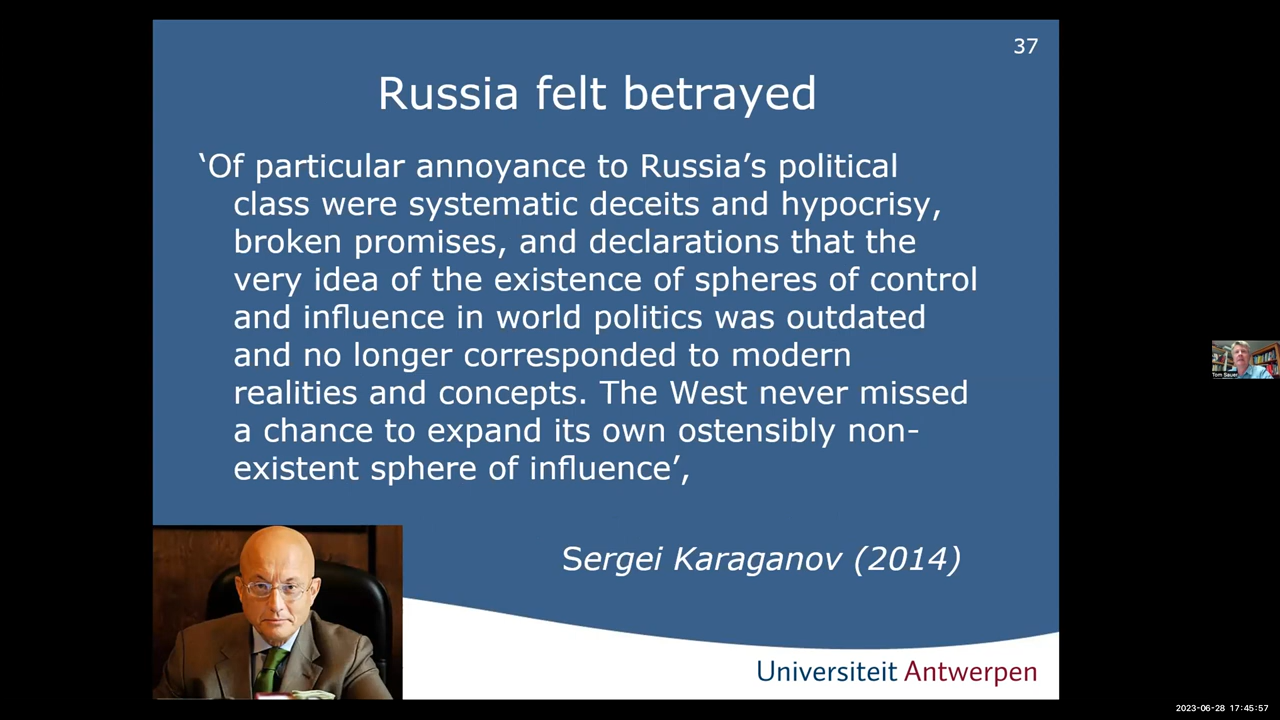 37
Russia felt betrayed
‘Of particular annoyance to Russia’s political
class were systematic deceits and hypocrisy,
broken promises, and declarations that the
very idea of the existence of spheres of control
and influence in world politics was outdated
and no longer corresponded to modern
realities and concepts. The West never missed
a chance to expand its own ostensibly non-
existent sphere of influence’,
Sergei Karaganov (2014)
Universiteit Antwerpen
Tom Sauer
2023-06-28 17:45:57